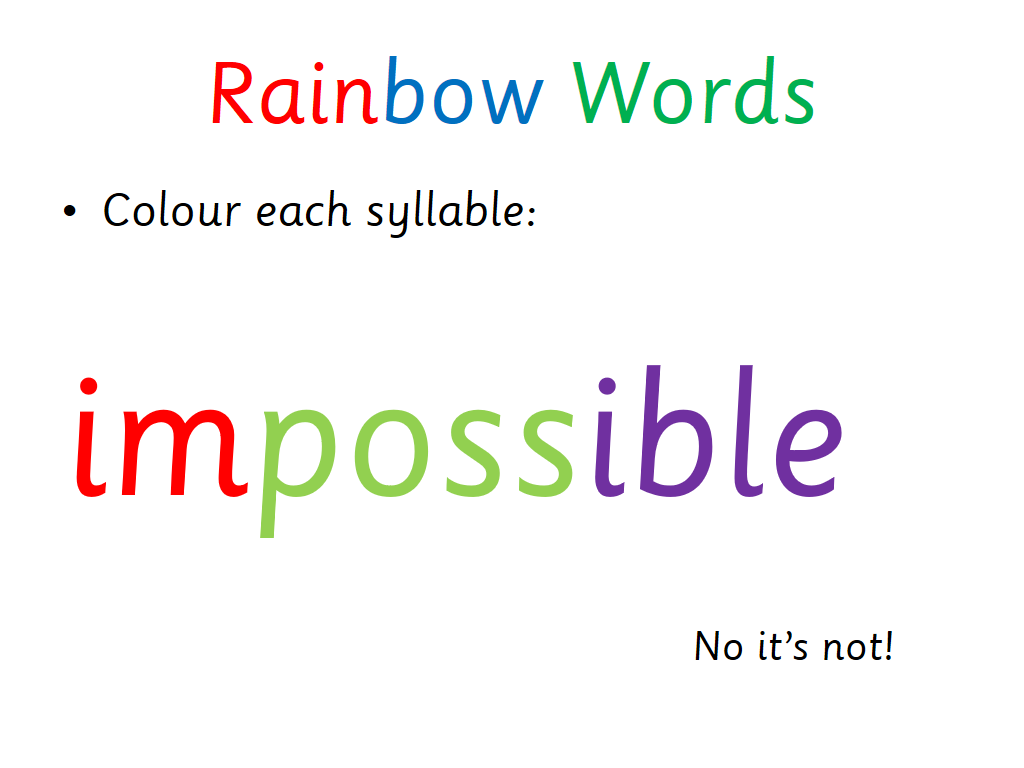 Rainbow Words
• Colour each syllable:
impossible
No it’s not!